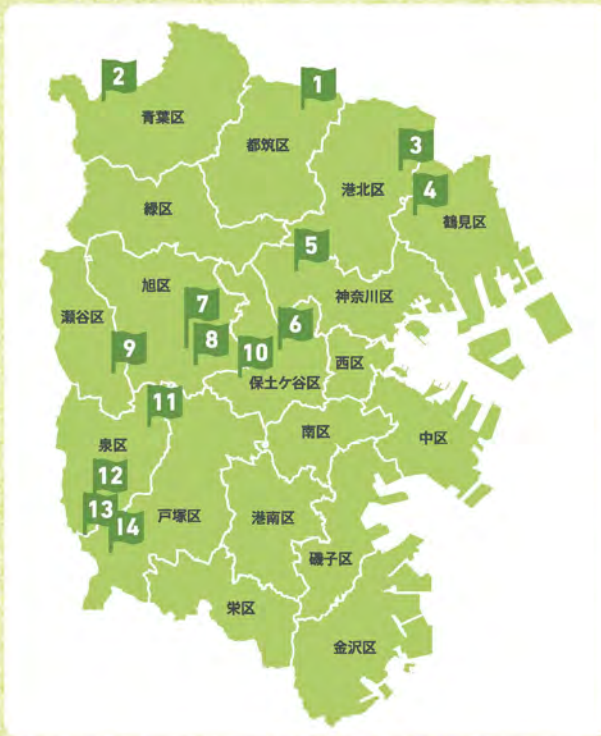 2
1
青葉区
都筑区
3
港北区
4
緑区
鶴見区
5
旭区
神奈川区
7
瀬谷区
6
8
9
10
西区
保土ケ谷区
11
南区
中区
泉区
12
13
14
戸塚区
港南区
磯子区
栄区
金沢区